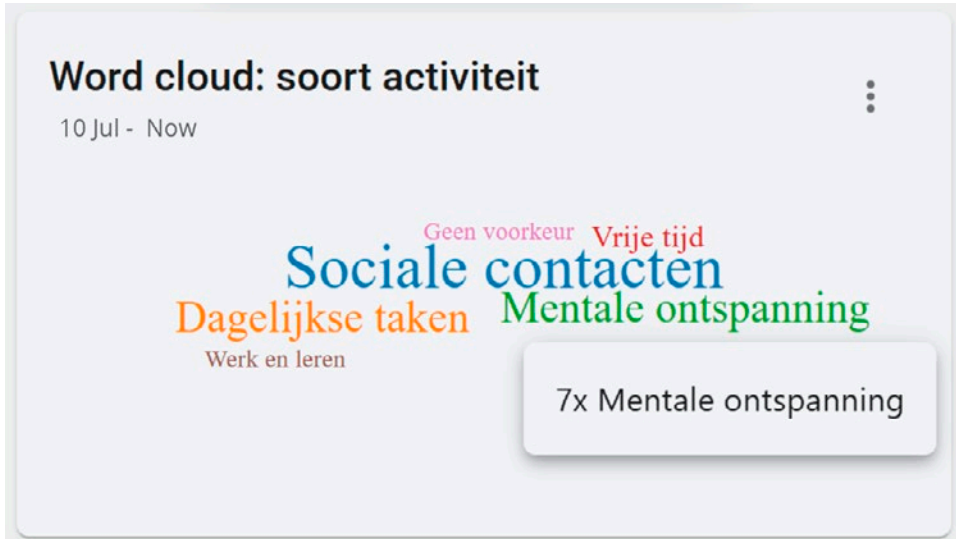 Word cloud: soort activiteit
10 Jul - Now
Geen voorkeur Vrije tijd
Sociale contacten
Dagelijkse taken Mentale ontspanning
Werk en leren
7x Mentale ontspanning